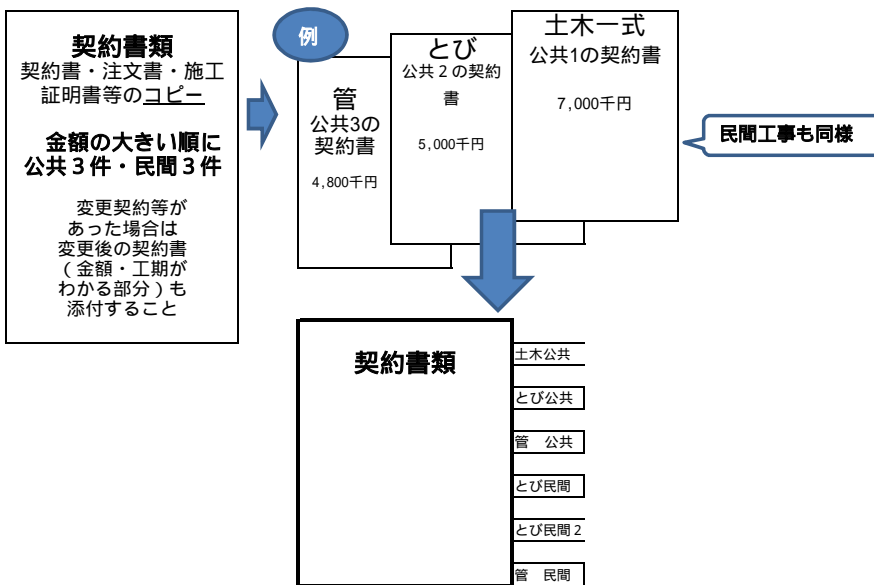 契約書類
契約書・注文書・施工
証明書等のコピー
金額の大きい順に
公共３件・民間３件
変更契約等が
あった場合は
変更後の契約書
（金額・工期が
わかる部分）も
添付すること
例
管
公共3の
契約書
4,800千円
とび
公共２の契約
書
5,000千円
土木一式
公共1の契約書
7,000千円
民間工事も同様
契約書類
土木公共
とび公共
管　公共
とび民間
とび民間２
管　民間